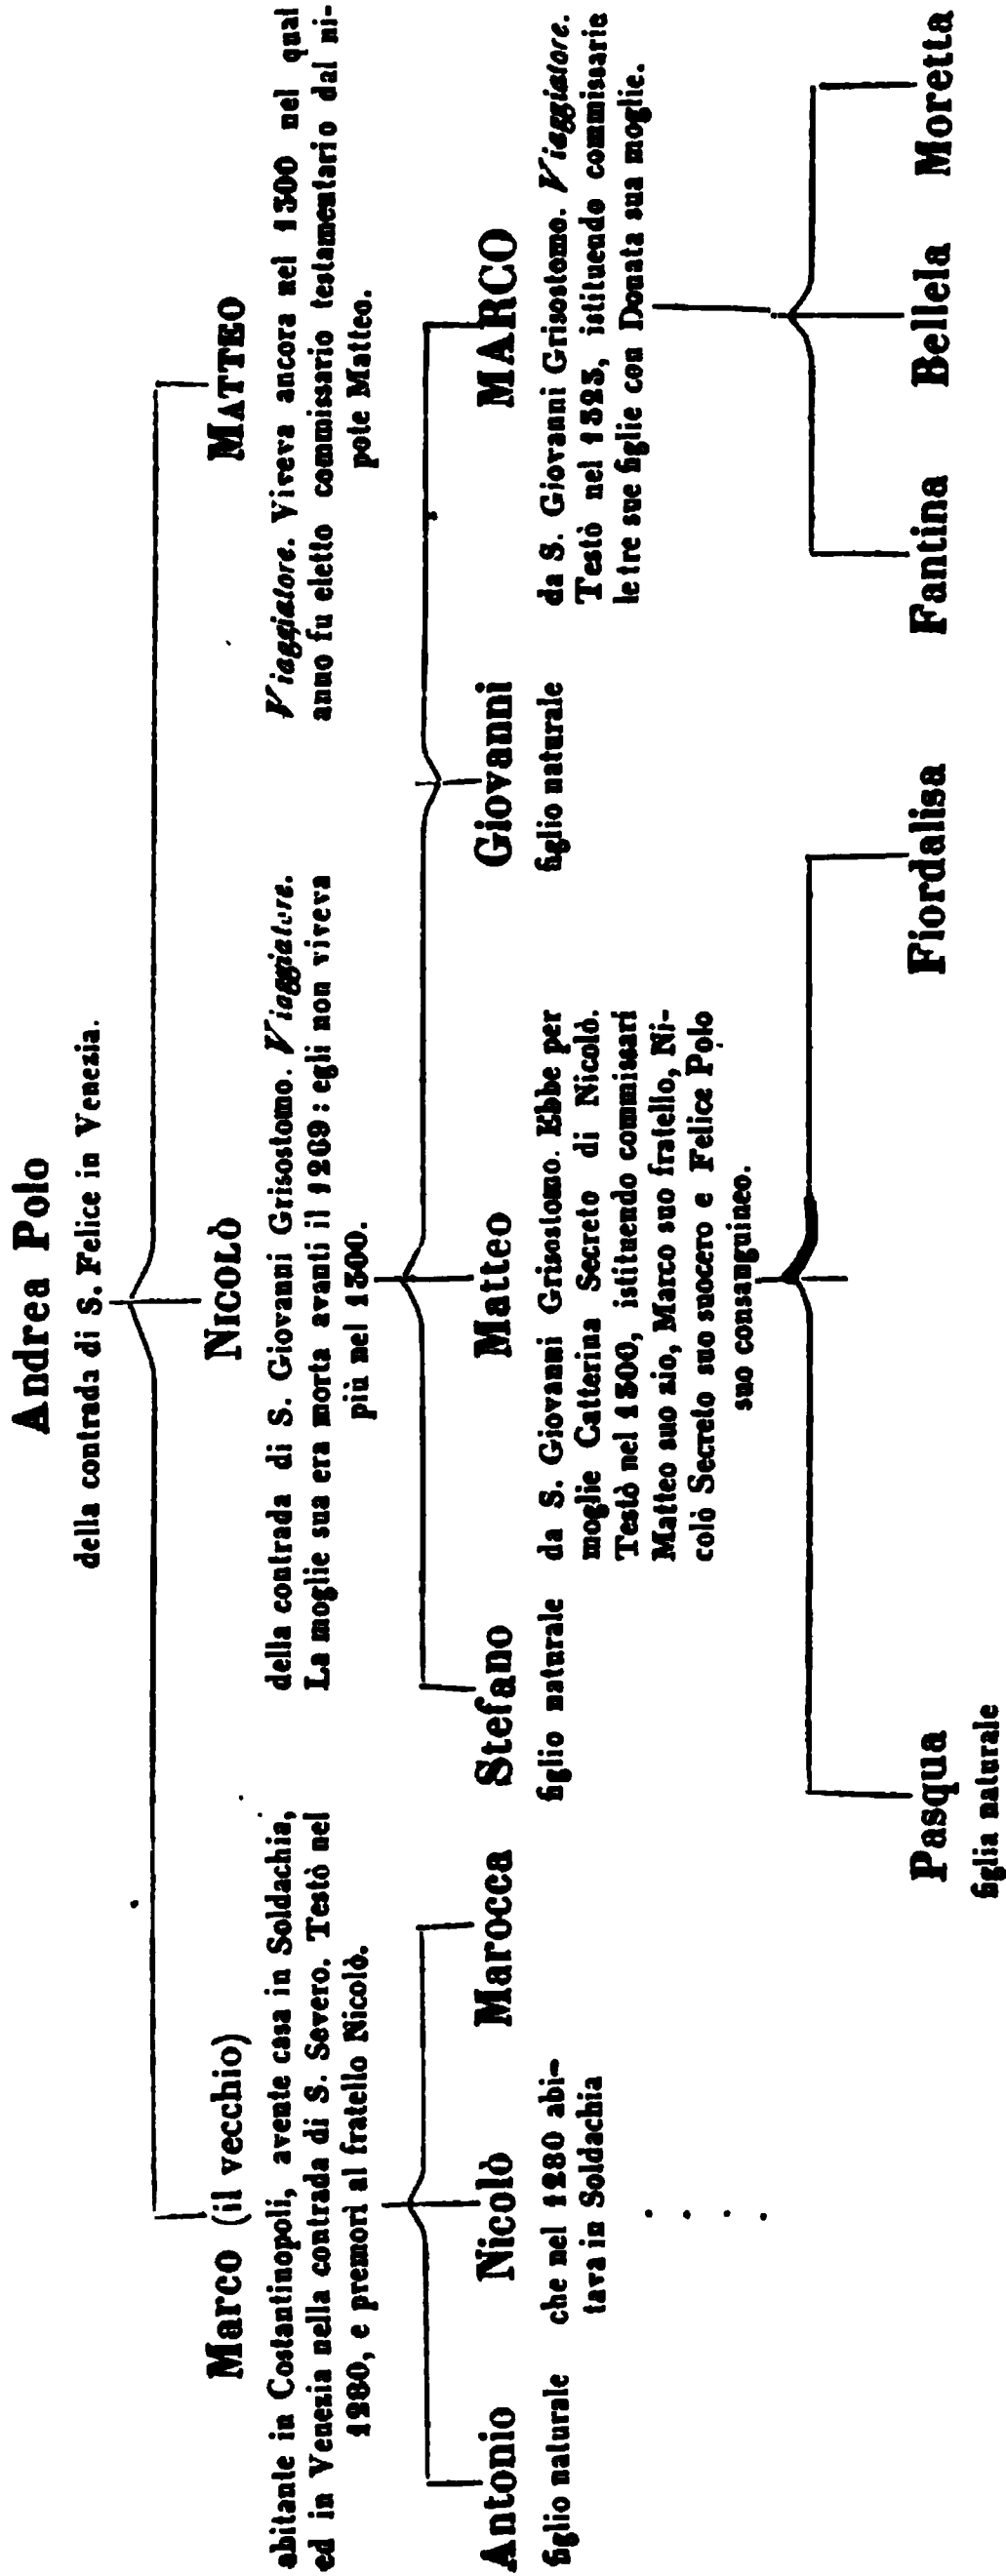 Andrea Polo
della contrada di S. Felice in Venezia.
Marco (il vecchio)
abitante in Costantinopoli, avente casa in Soldachia,
ed in Venezia nella contrada di S. Severo. Testò nel
1280, e premorì al fratello Nicolò.
NICOLÒ
della contrada di S. Giovanni Grisostomo. Viaggiatore.
La moglie sua era morta avanti il 1269: egli non viveva
più nel 1300.
MATTEO
Viaggiatore. Viveva ancora nel 1300 nel qual
anno fu eletto commissario testamentario dal ni-
pote Matteo.
Antonio
figlio naturale
Nicolò
che nel 1280 abi-
tava in Soldachia
. . . .
Marocca
Stefano
figlio naturale
Matteo
da S. Giovanni Grisostomo. Ebbe per
moglie Catterina Secreto di Nicolò.
Testò nel 1300, istituendo commissari
Matteo suo zio, Marco suo fratello, Ni-
colò Secreto suo suocero e Felice Polo
suo consanguineo.
Giovanni
figlio naturale
MARCO
da S. Giovanni Grisostomo. Viaggiatore.
Testò nel 1323, istituendo commissarie
le tre sue figlie con Donata sua moglie.
Pasqua
figlia naturale
Fiordalisa
Fantina
Bellela
Moretta